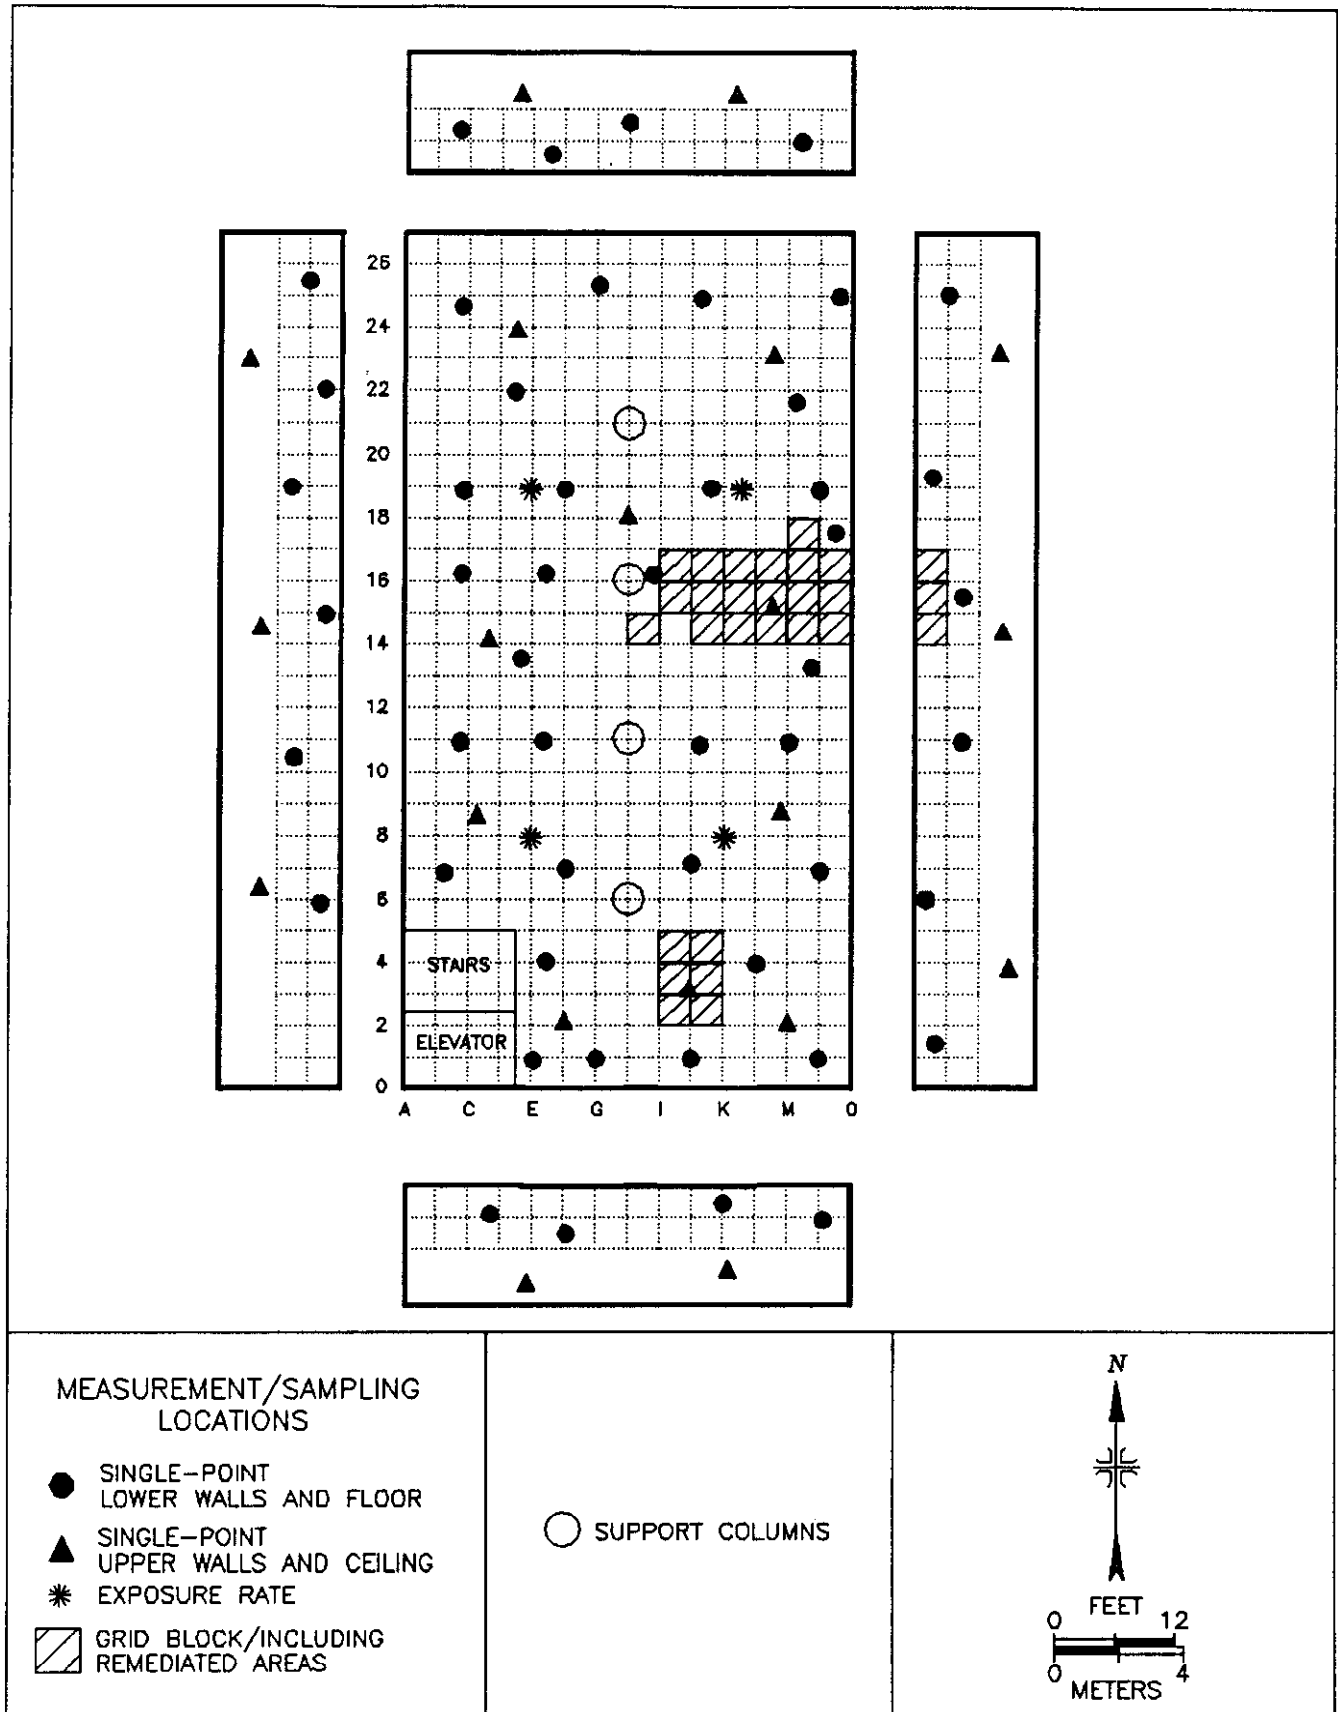 26
24
22
20
18
16
14
12
10
8
6
4
2
0
STAIRS
ELEVATOR
A C E G I K M O
MEASUREMENT/SAMPLING
LOCATIONS
SINGLE-POINT
LOWER WALLS AND FLOOR
SINGLE-POINT
UPPER WALLS AND CEILING
EXPOSURE RATE
GRID BLOCK/INCLUDING
REMEDIATED AREAS
SUPPORT COLUMNS
N
FEET
0 12
0 4
METERS